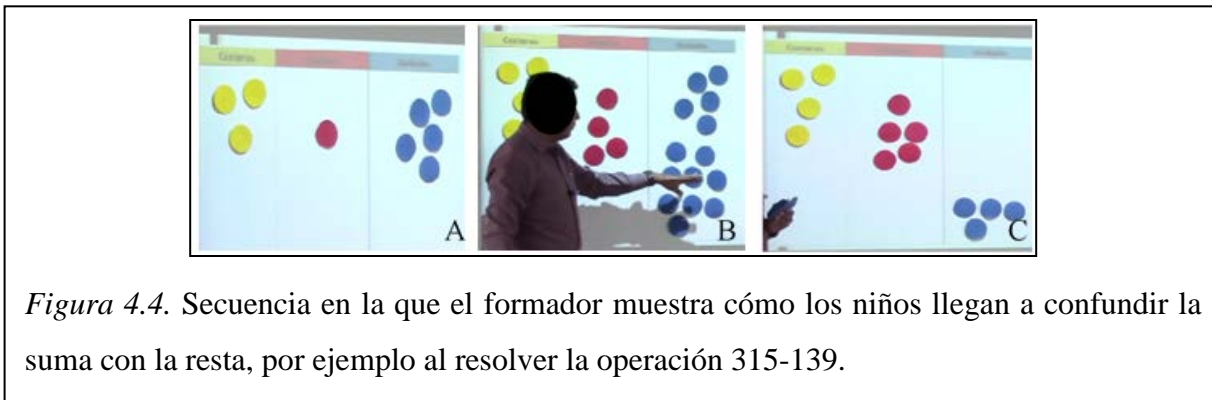 Centenas
A
B
C
Figura 4.4. Secuencia en la que el formador muestra cómo los niños llegan a confundir la
suma con la resta, por ejemplo al resolver la operación 315-139.